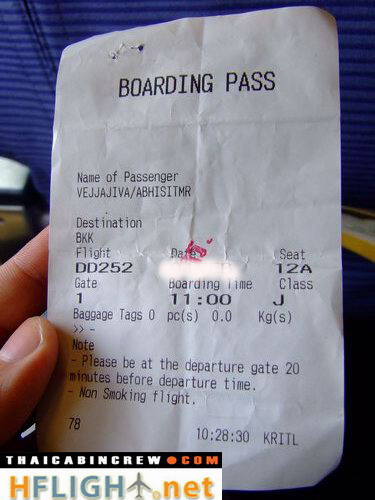 BOARDING PASS
Name of Passenger
VEJJAJIVA/ABHISITMR
Destination
BKK
Flight Date Seat
DD252 12A
Gate Boarding Time Class
1 11:00 J
Baggage Tags 0 pc(s) 0.0 Kg(s)
>> -
Note
- Please be at the departure gate 20
minutes before departure time.
- Non Smoking flight.
78
10:28:30 KRITL
THAICABINCREW.COM
HFLIGHT.net